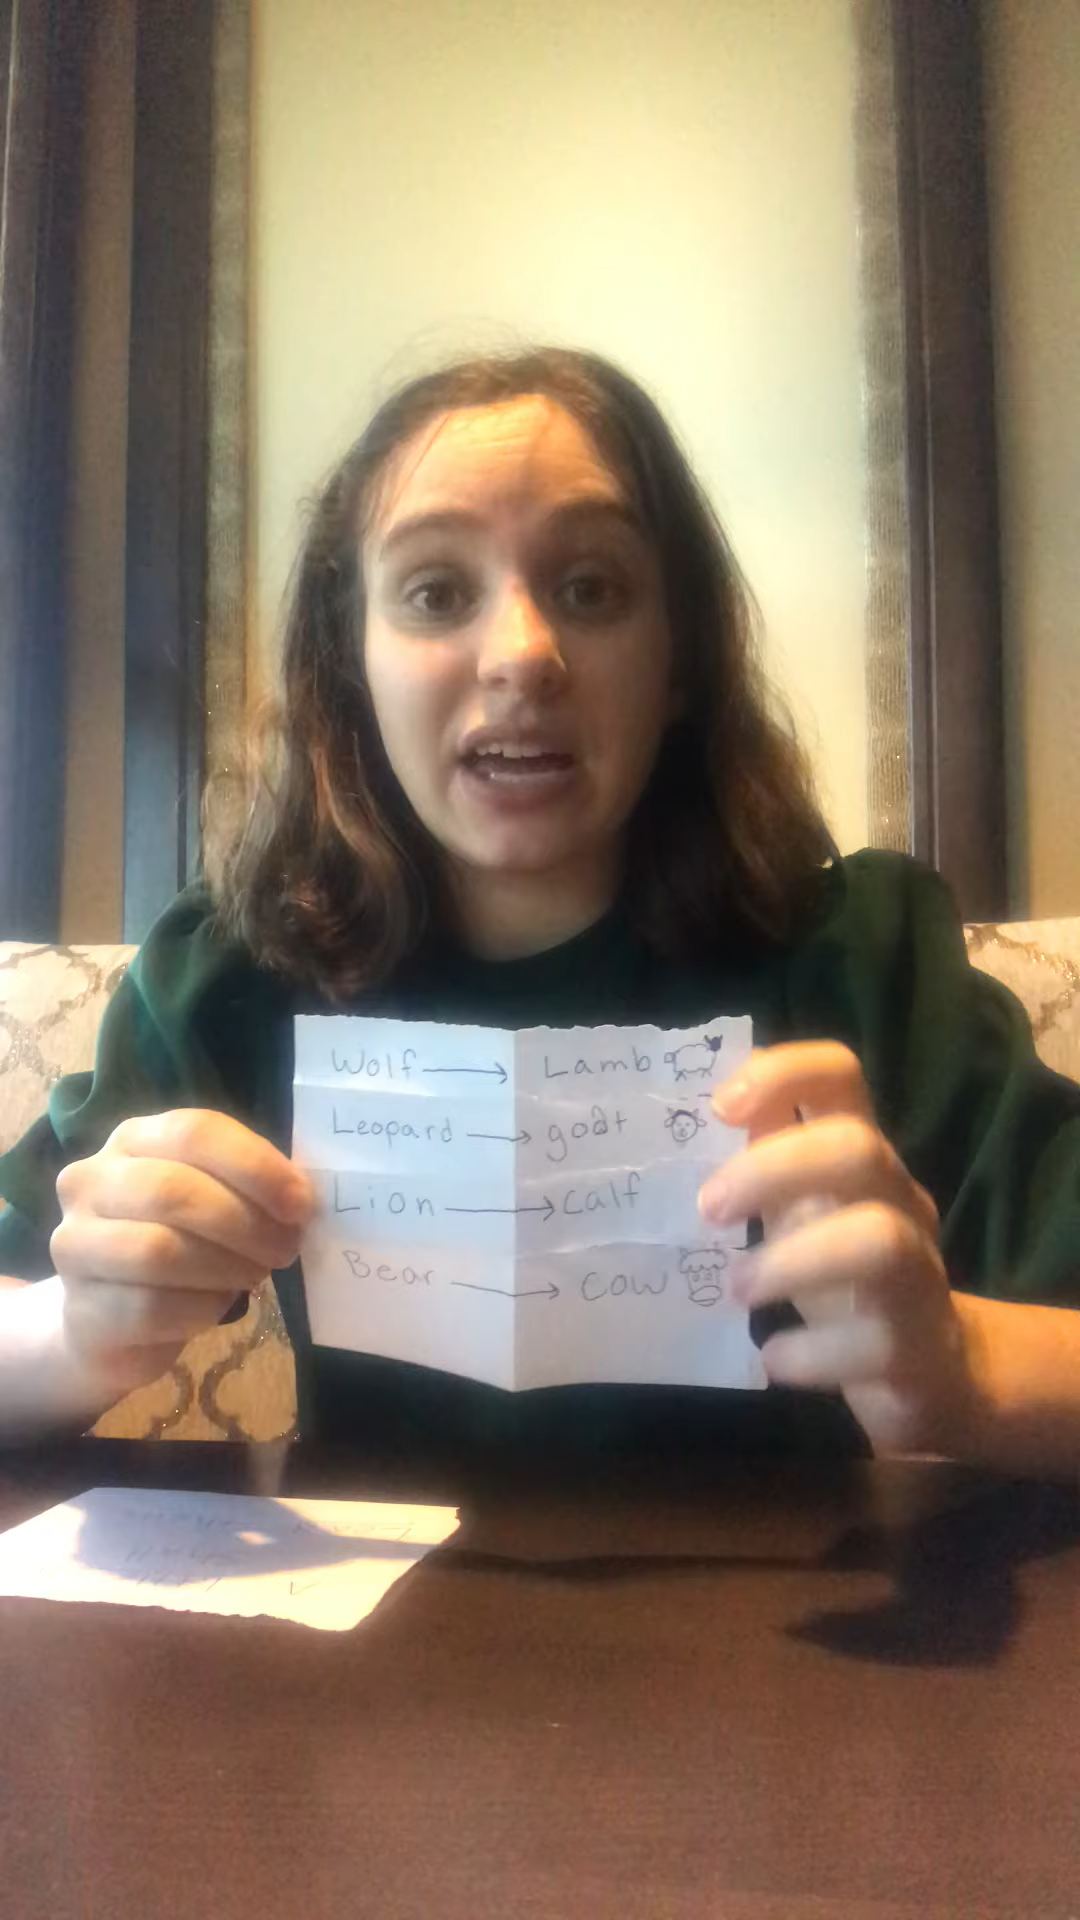 Wolf → Lamb
Leopard → goat
Lion → calf
Bear → cow